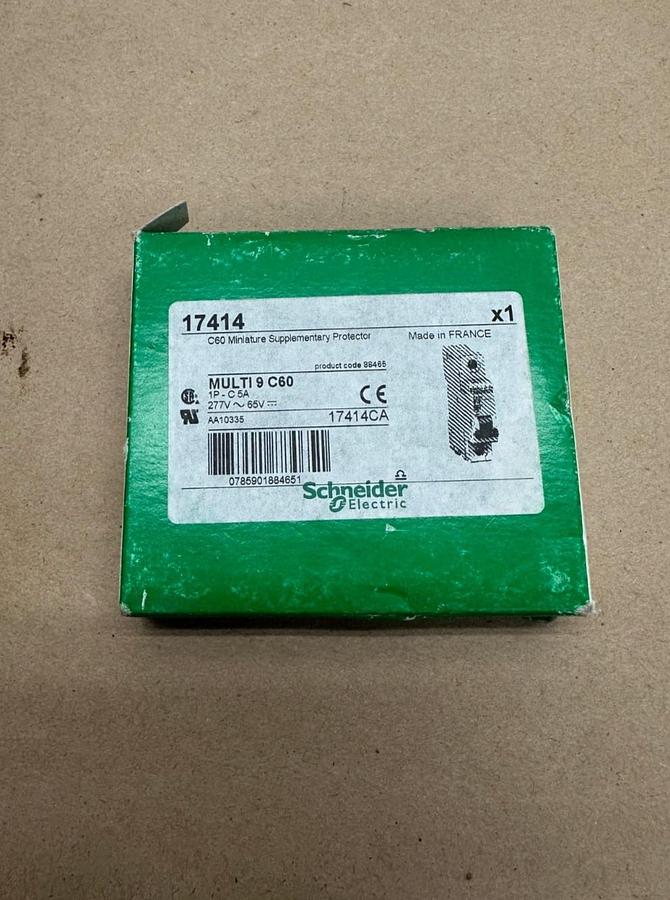 17414 x1
C60 Miniature Supplementary Protector Made in FRANCE
product code 88465
MULTI 9 C60
1P - C 5A
277V ~ 65V ⎓
CE
AA10335 17414CA
0785901884651
Schneider
Electric